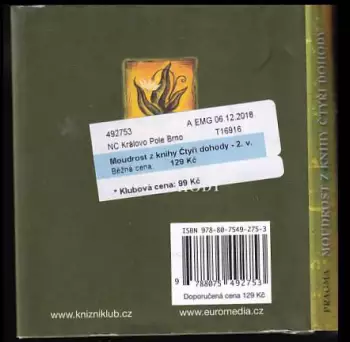 492753
A EMG 06.12.2018
NC Královo Pole Brno
T16916
Moudrost z knihy Čtyři dohody - 2. v.
Běžná cena: 129 Kč
* Klubová cena: 99 Kč
ISBN 978-80-7549-275-3
9 788075 492753
Doporučená cena 129 Kč
www.knizniklub.cz
www.euromedia.cz
PRAGMA * MOUDROST Z KNIHY ČTYŘI DOHODY *